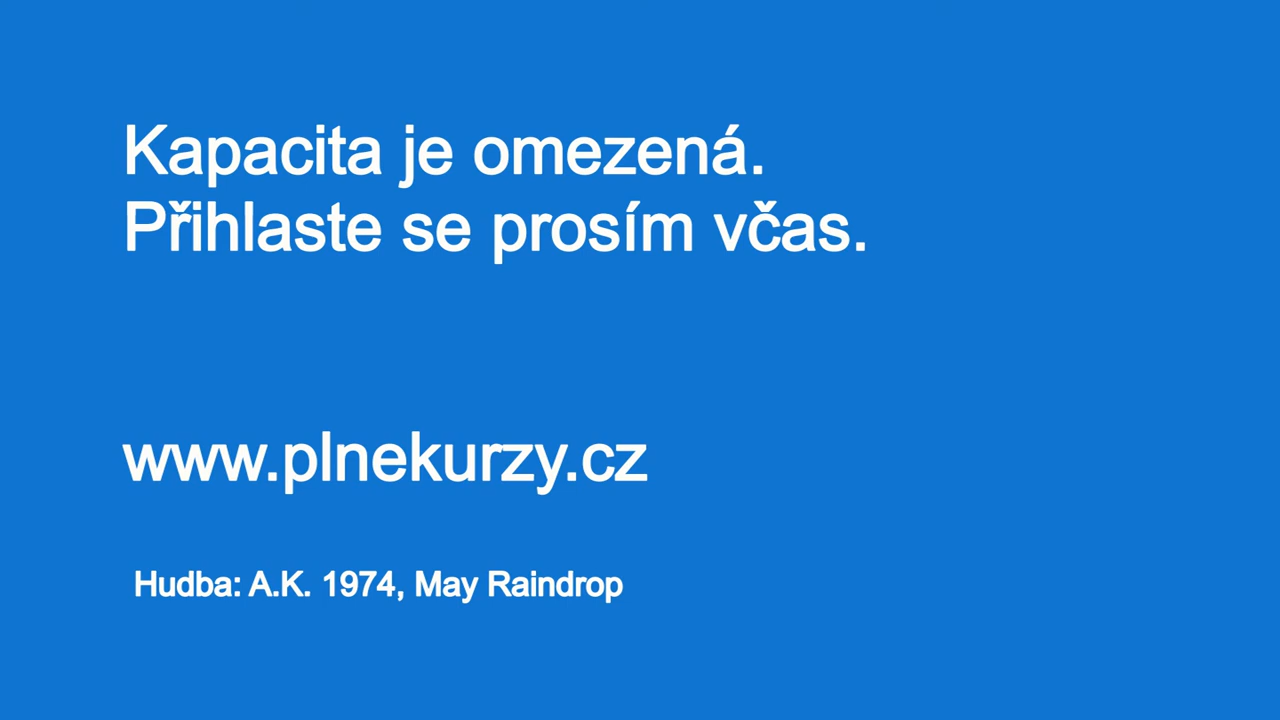 Kapacita je omezená.
Přihlaste se prosím včas.
www.plnekurzy.cz
Hudba: A.K. 1974, May Raindrop